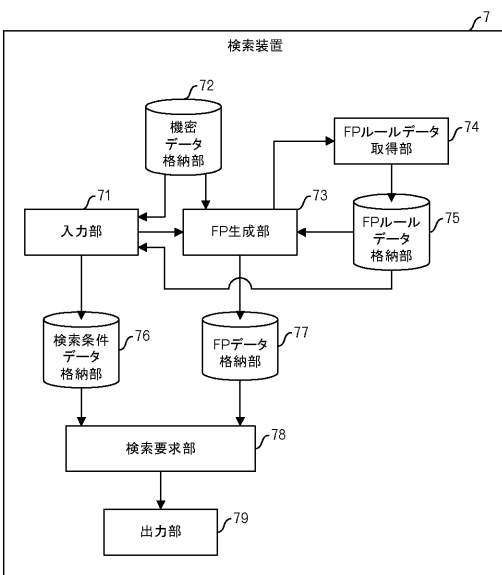 7
検索装置
72
機密
データ
格納部
FPルールデータ
取得部
74
71
入力部
73
FP生成部
FPルール
データ
格納部
75
検索条件
データ
格納部
76
FPデータ
格納部
77
検索要求部
78
出力部
79